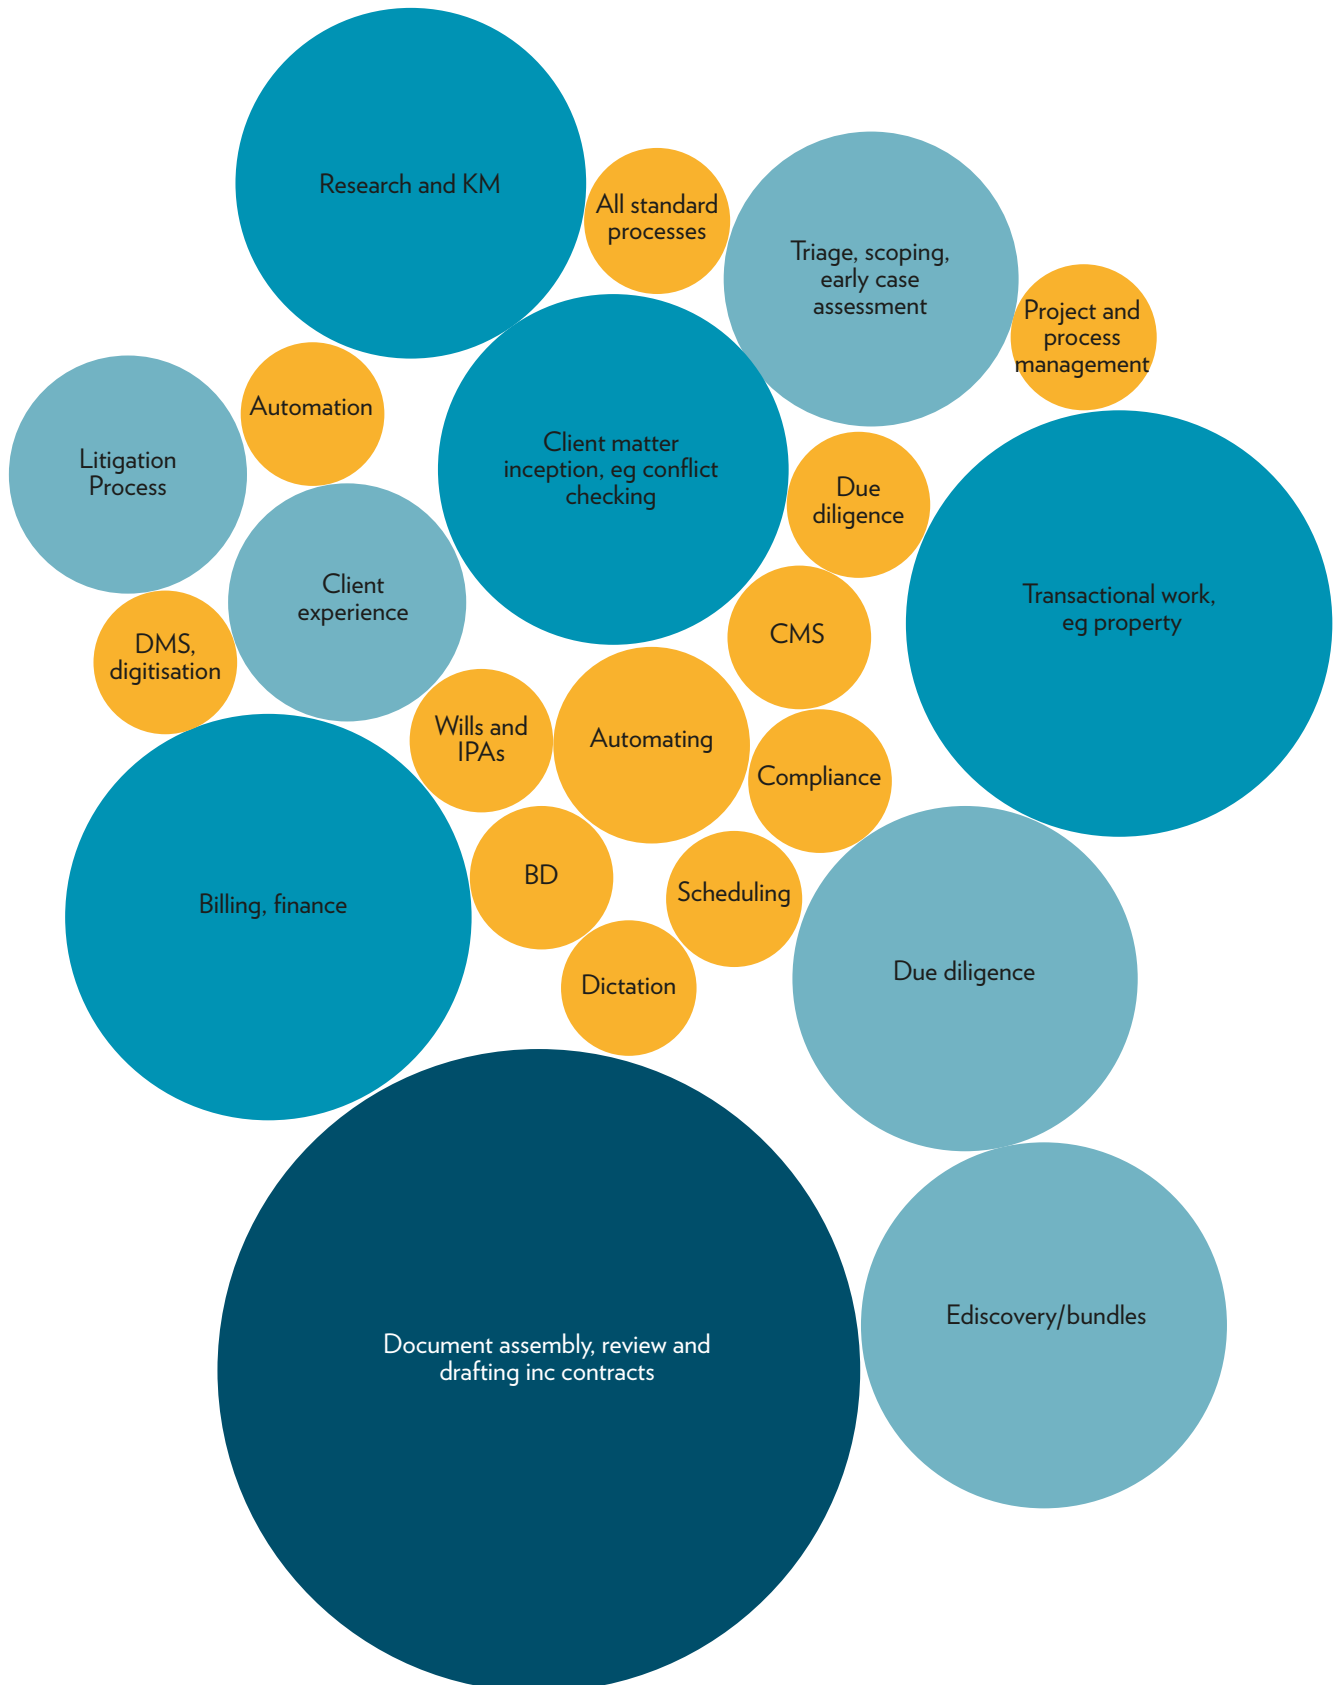 Research and KM
All standard
processes
Triage, scoping,
early case
assessment
Project and
process
management
Automation
Client matter
inception, eg conflict
checking
Litigation
Process
Due
diligence
Client
experience
Transactional work,
eg property
DMS,
digitisation
CMS
Wills and
IPAs
Automating
Compliance
BD
Scheduling
Billing, finance
Due diligence
Dictation
Ediscovery/bundles
Document assembly, review and
drafting inc contracts